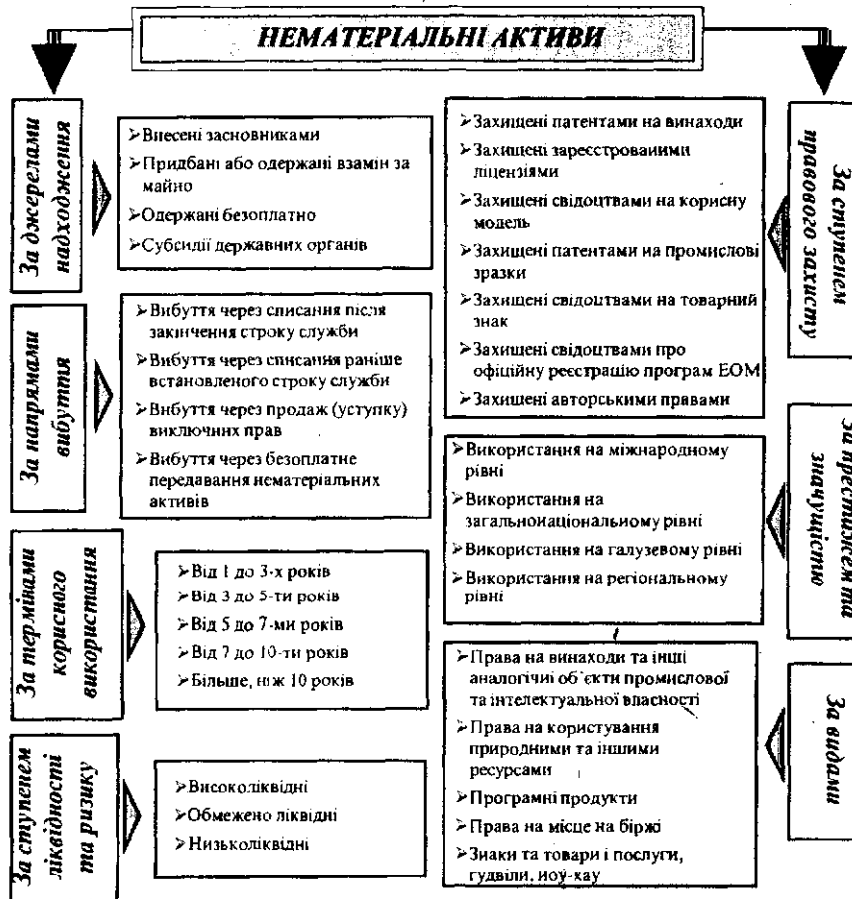 НЕМАТЕРІАЛЬНІ АКТИВИ
За джерелами
надходження
➢Внесені засновниками
➢Придбані або одержані взамін за
майно
➢Одержані безоплатно
➢Субсидії державних органів
За напрямами
вибуття
➢Вибуття через списання після
закінчення строку служби
➢Вибуття через списання раніше
встановленого строку служби
➢Вибуття через продаж (уступку)
виключних прав
➢Вибуття через безоплатне
передавання нематеріальних
активів
За термінами
корисного
використання
➢Від 1 до 3-х років
➢Від 3 до 5-ти років
➢Від 5 до 7-ми років
➢Від 7 до 10-ти років
➢Більше, ніж 10 років
За ступенем
ліквідности
та ризику
➢Високоліквідні
➢Обмежено ліквідні
➢Низьколіквідні
За ступенем
правового захисту
➢Захищені патентами на винаходи
➢Захищені зареєстрованими
ліцензіями
➢Захищені свідоцтвами на корисну
модель
➢Захищені патентами на промислові
зразки
➢Захищені свідоцтвами на товарний
знак
➢Захищені свідоцтвами про
офіційну реєстрацію програм ЕОМ
➢Захищені авторськими правами
За престижем та
значущістю
➢Використання на міжнародному
рівні
➢Використання на
загальнонаціональному рівні
➢Використання на галузевому рівні
➢Використання на регіональному
рівні
За видами
➢Права на винаходи та інші
аналогічні об'єкти промислової
та інтелектуальної власності
➢Права на користування
природними та іншими
ресурсами
➢Програмні продукти
➢Права на місце на біржі
➢Знаки та товари і послуги,
гудвіли, ноу-хау